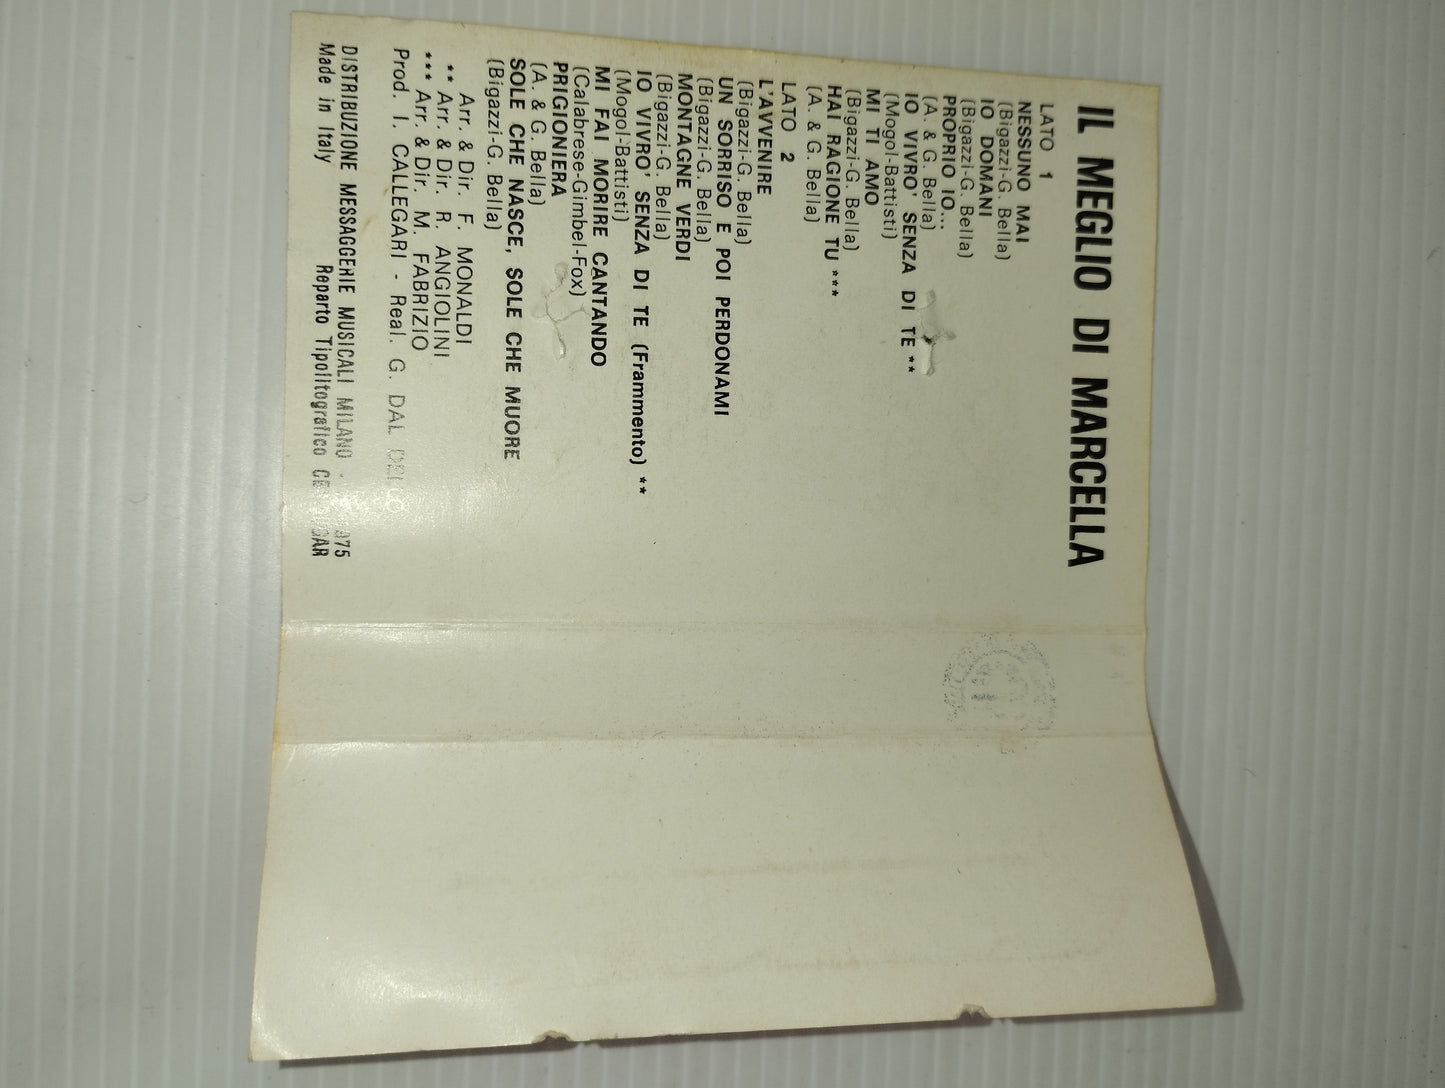 IL MEGLIO DI MARCELLA
LATO 1
NESSUNO MAI
(Bigazzi-G. Bella)
IO DOMANI
(Bigazzi-G. Bella)
PROPRIO IO...
(A. & G. Bella)
IO VIVRO' SENZA DI TE **
(Mogol-Battisti)
MI TI AMO
(Bigazzi-G. Bella)
HAI RAGIONE TU ***
(A. & G. Bella)
LATO 2
L'AVVENIRE
(Bigazzi-G. Bella)
UN SORRISO E POI PERDONAMI
(Bigazzi-G. Bella)
MONTAGNE VERDI
(Bigazzi-G. Bella)
IO VIVRO' SENZA DI TE (Frammento) **
(Mogol-Battisti)
MI FAI MORIRE CANTANDO
(Calabrese-Gimbel-Fox)
PRIGIONIERA
(A. & G. Bella)
SOLE CHE NASCE, SOLE CHE MUORE
(Bigazzi-G. Bella)
Arr. & Dir. F. MONALDI
** Arr. & Dir. R. ANGIOLINI
*** Arr. & Dir. M. FABRIZIO
Prod. I. CALLEGARI - Real. G. DAL
DISTRIBUZIONE MESSAGGERIE MUSICALI MILANO
Made in Italy Reparto Tipolitografico